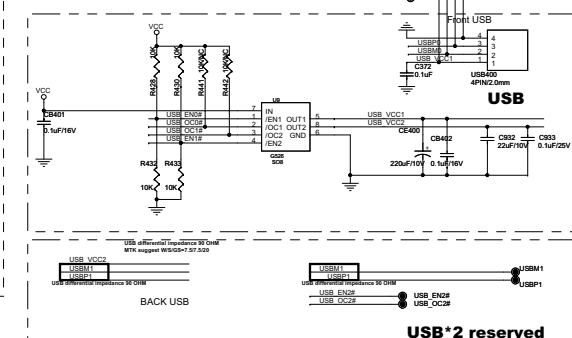 Front USB
VCC
USBP0
USBM0
USB_VCC1
4
3
2
1
4
3
2
1
C372
0.1uF
USB400
4PIN/2.0mm
USB
10K
10K
10K/NC
10K/NC
R428
R430
R441
R442
VCC
CB401
0.1uF/16V
USB_EN0#
USB_OC0#
USB_OC1#
USB_EN1#
7
1
2
3
4
U9
IN
/EN1 OUT1
/OC1 OUT2
/OC2 GND
/EN2
5
8
6
G526
SO8
USB_VCC1
USB_VCC2
CE400
220uF/10V
CB402
0.1uF/16V
C932
22uF/10V
C933
0.1uF/25V
R432
R433
10K
10K
USB differential impedance 90 OHM
MTK suggest W/S/GS=7.5/7.5/20
USB_VCC2
USBM1
USBP1
USB differential impedance 90 OHM
BACK USB
USBM1
USBP1
USB differential impedance 90 OHM
USBM1
USBP1
USB_EN2#
USB_OC2#
USB_EN2#
USB_OC2#
USB*2 reserved